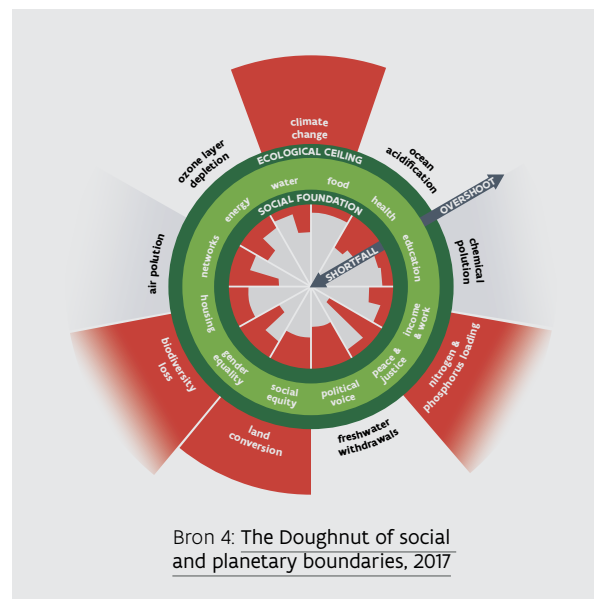 climate
change
ozone layer
depletion
ocean
acidification
ECOLOGICAL CEILING
OVERSHOOT
water
food
energy
health
SOCIAL FOUNDATION
networks
education
SHORTFALL
air polution
chemical
polution
housing
income
& work
gender
equality
peace &
justice
social
equity
political
voice
biodiversity
loss
nitrogen &
phosphorus loading
land
conversion
freshwater
withdrawals
Bron 4: The Doughnut of social
and planetary boundaries, 2017